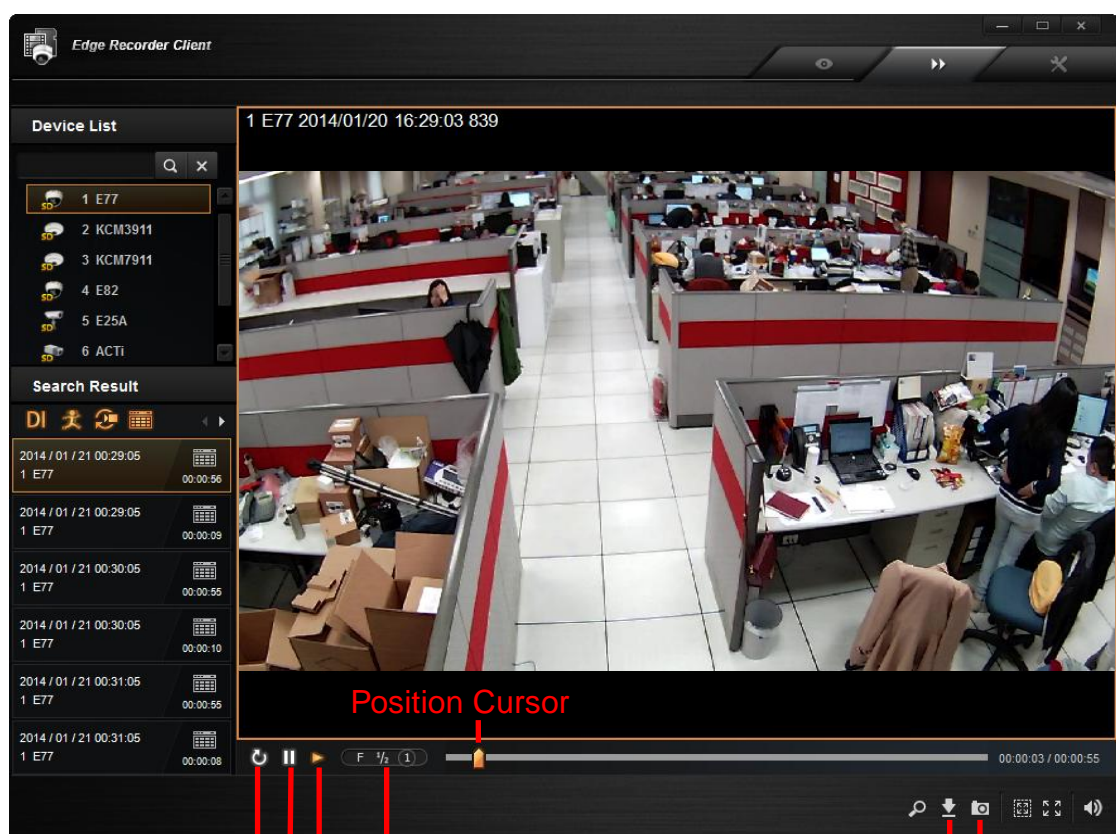 Edge Recorder Client
Device List
1 E77
2 KCM3911
3 KCM7911
4 E82
5 E25A
6 ACTi
Search Result
DI
2014 / 01 / 21 00:29:05
1 E77
00:00:56
2014 / 01 / 21 00:29:05
1 E77
00:00:09
2014 / 01 / 21 00:30:05
1 E77
00:00:55
2014 / 01 / 21 00:30:05
1 E77
00:00:10
2014 / 01 / 21 00:31:05
1 E77
00:00:55
2014 / 01 / 21 00:31:05
1 E77
00:00:08
1 E77 2014/01/20 16:29:03 839
Position Cursor
F 1/2 1
00:00:03 / 00:00:55